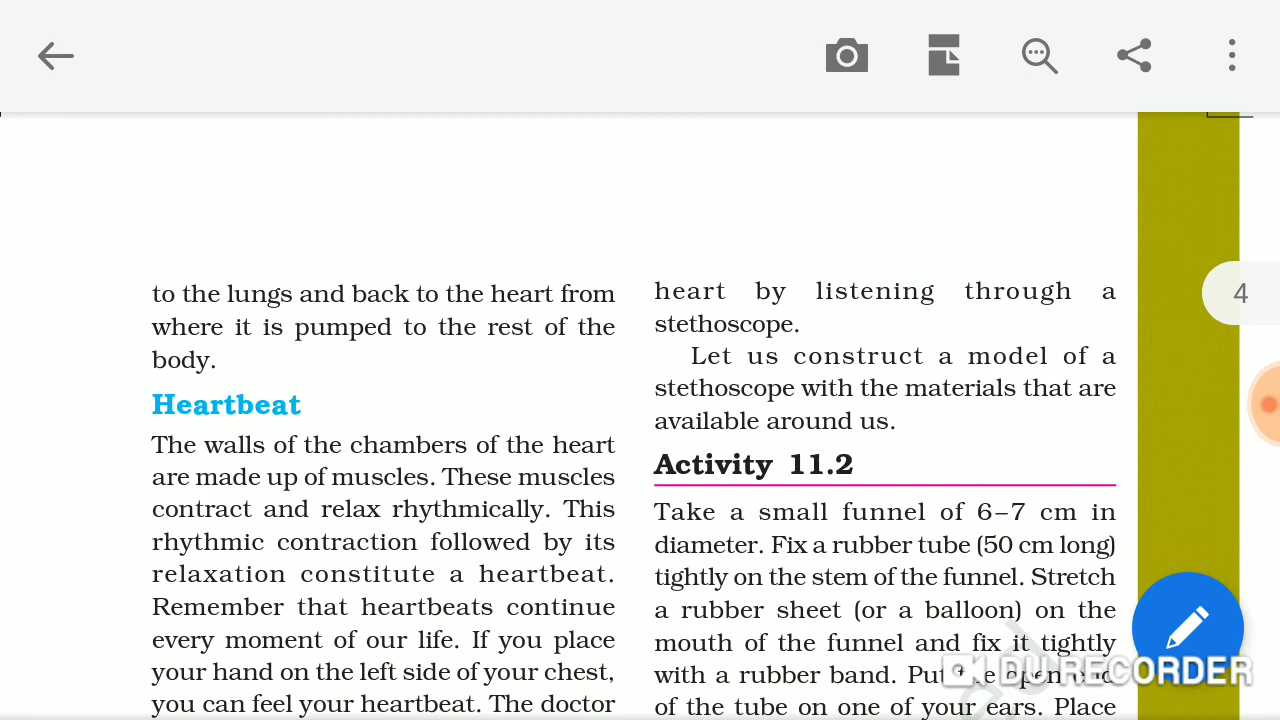 4
to the lungs and back to the heart from
where it is pumped to the rest of the
body.
Heartbeat
The walls of the chambers of the heart
are made up of muscles. These muscles
contract and relax rhythmically. This
rhythmic contraction followed by its
relaxation constitute a heartbeat.
Remember that heartbeats continue
every moment of our life. If you place
your hand on the left side of your chest,
you can feel your heartbeat. The doctor
heart by listening through a
stethoscope.
Let us construct a model of a
stethoscope with the materials that are
available around us.
Activity 11.2
Take a small funnel of 6–7 cm in
diameter. Fix a rubber tube (50 cm long)
tightly on the stem of the funnel. Stretch
a rubber sheet (or a balloon) on the
mouth of the funnel and fix it tightly
with a rubber band. Put the open end
of the tube on one of your ears. Place
DU RECORDER